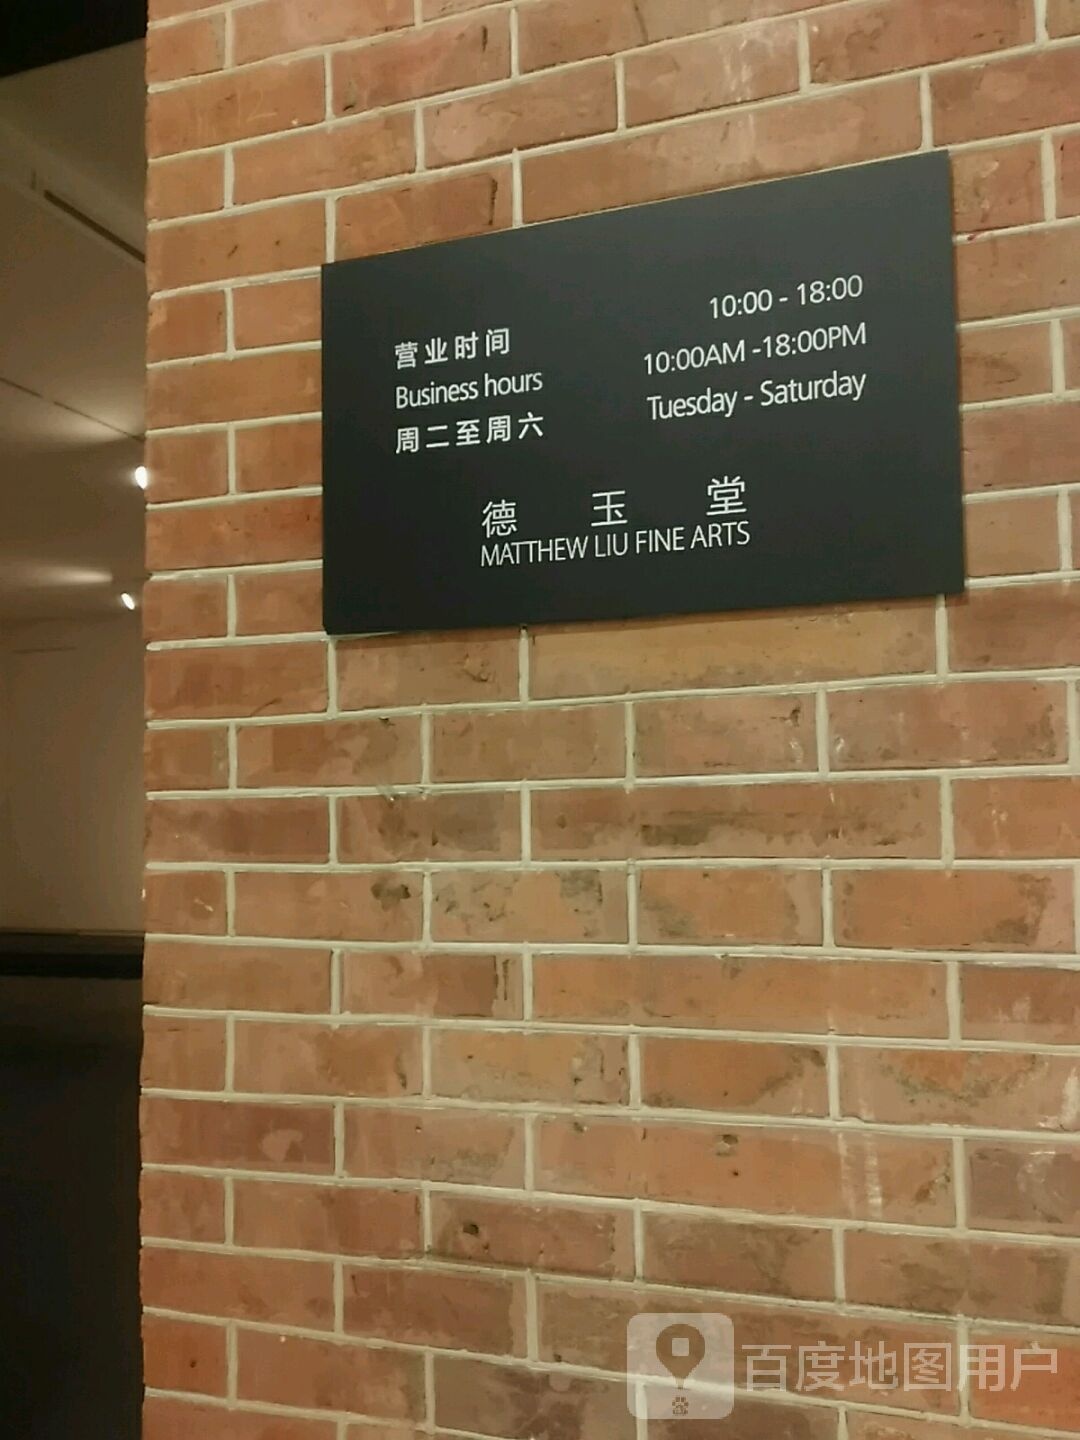 营业时间 10:00 - 18:00
Business hours 10:00AM -18:00PM
周二至周六 Tuesday - Saturday
德玉堂
MATTHEW LIU FINE ARTS
百度地图用户